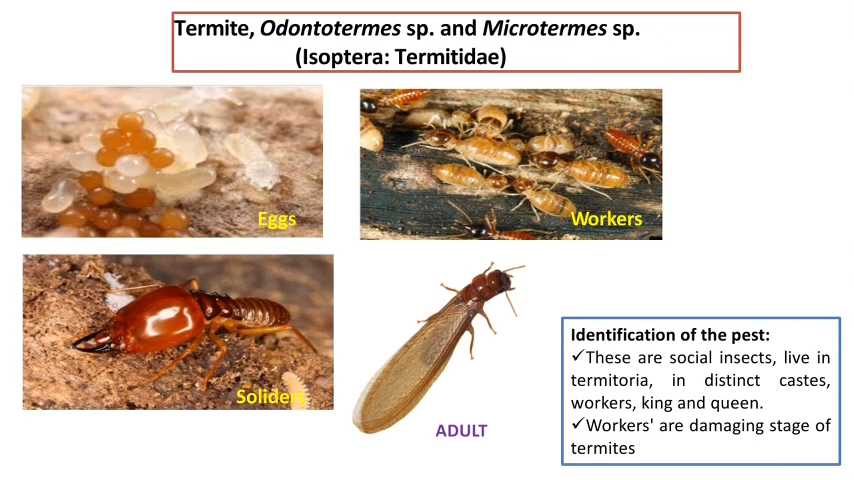 Termite, Odontotermes sp. and Microtermes sp.
(Isoptera: Termitidae)
Eggs
Workers
Soliders
ADULT
Identification of the pest:
✓These are social insects, live in
termitoria, in distinct castes,
workers, king and queen.
✓Workers' are damaging stage of
termites